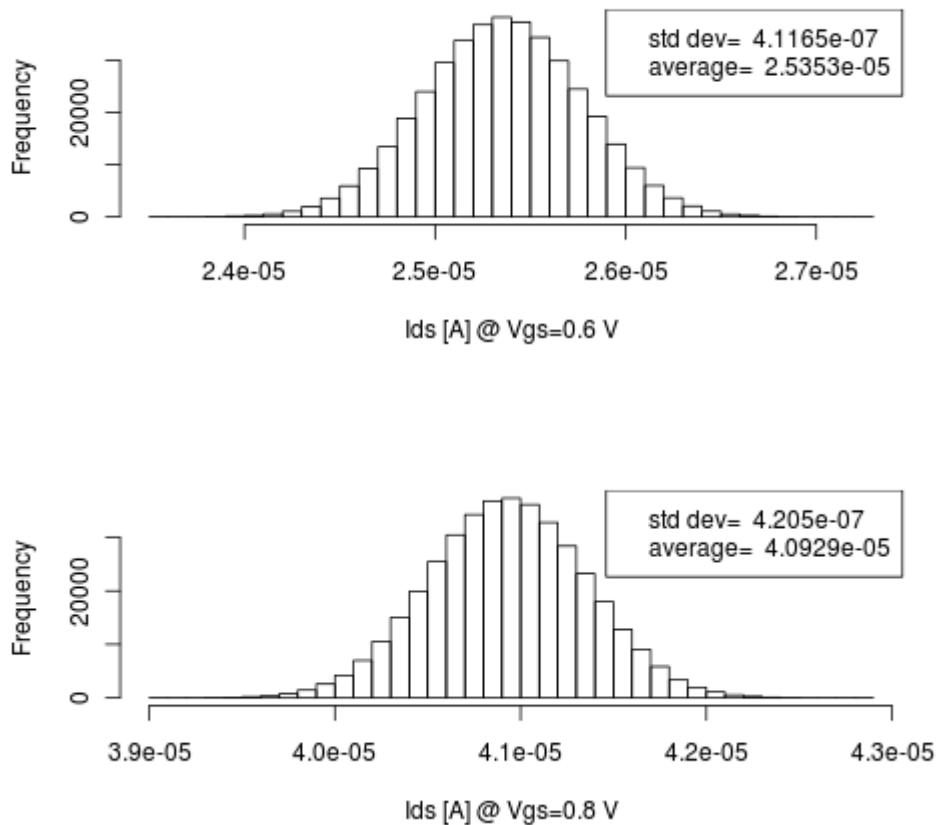 std dev= 4.1165e-07
average= 2.5353e-05
Frequency
20000
0
2.4e-05 2.5e-05 2.6e-05 2.7e-05
Ids [A] @ Vgs=0.6 V
std dev= 4.205e-07
average= 4.0929e-05
Frequency
20000
0
3.9e-05 4.0e-05 4.1e-05 4.2e-05 4.3e-05
Ids [A] @ Vgs=0.8 V